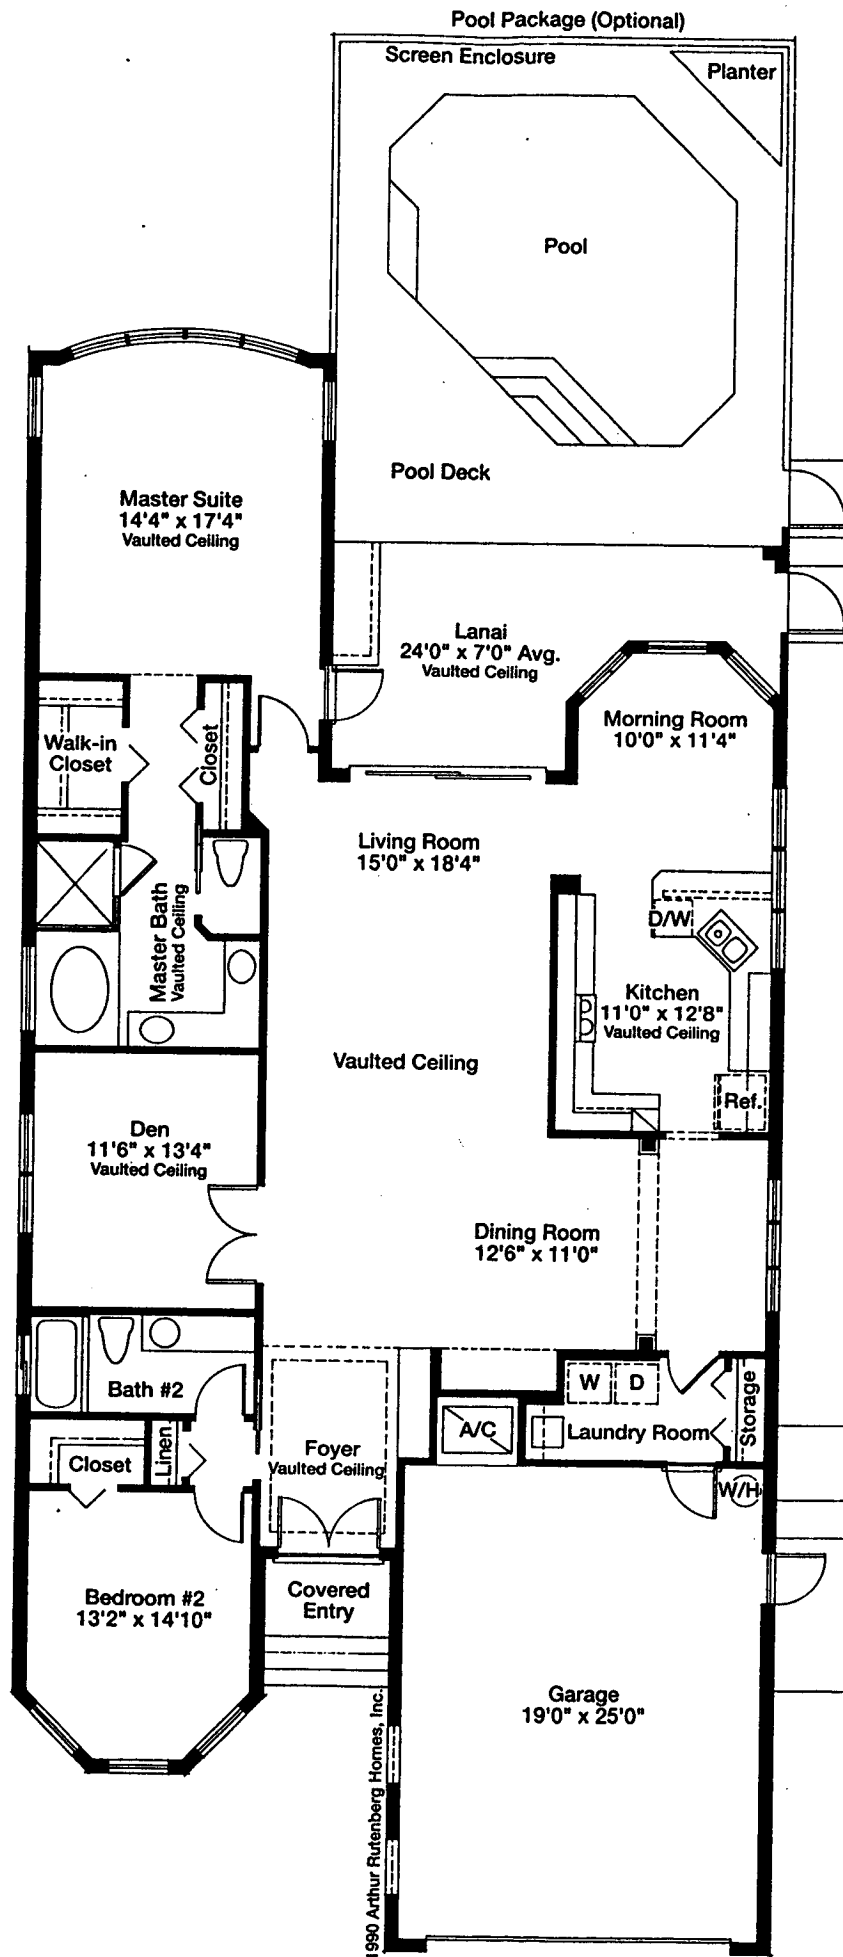 Pool Package (Optional)
Screen Enclosure
Planter
Pool
Pool Deck
Master Suite
14'4" x 17'4"
Vaulted Ceiling
Lanai
24'0" x 7'0" Avg.
Vaulted Ceiling
Morning Room
10'0" x 11'4"
Walk-in
Closet
Closet
Living Room
15'0" x 18'4"
Master Bath
Vaulted Ceiling
D/W
Kitchen
11'0" x 12'8"
Vaulted Ceiling
Vaulted Ceiling
Ref.
Den
11'6" x 13'4"
Vaulted Ceiling
Dining Room
12'6" x 11'0"
Bath #2
W
D
Storage
A/C
Laundry Room
Closet
Linen
Foyer
Vaulted Ceiling
W/H
Bedroom #2
13'2" x 14'10"
Covered
Entry
Garage
19'0" x 25'0"
1990 Arthur Rutenberg Homes, Inc.